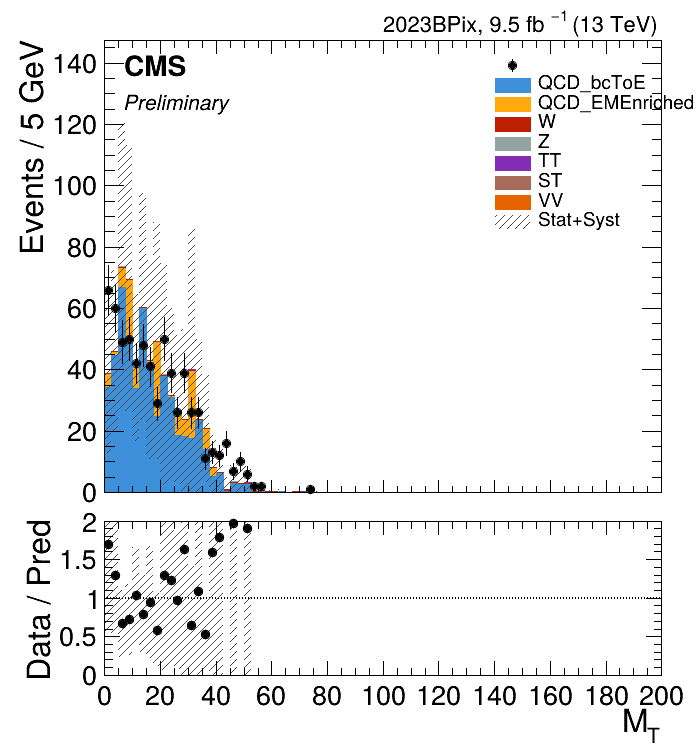 2023BPix, 9.5 fb⁻¹ (13 TeV)
Events / 5 GeV
140
120
100
80
60
40
20
0
CMS
Preliminary
QCD_bcToE
QCD_EMEnriched
W
Z
TT
ST
VV
Stat+Syst
Data / Pred
2
1.5
1
0.5
0
0 20 40 60 80 100 120 140 160 180 200
M_T